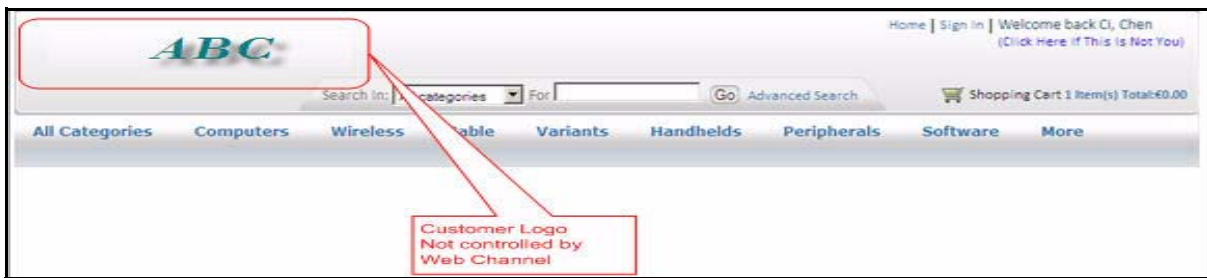 ABC
Home | Sign In | Welcome back Ci, Chen
(Click Here If This Is Not You)
Search In: categories For Go Advanced Search
Shopping Cart 1 Item(s) Total:€0.00
All Categories Computers Wireless Variants Handhelds Peripherals Software More
Customer Logo
Not controlled by
Web Channel